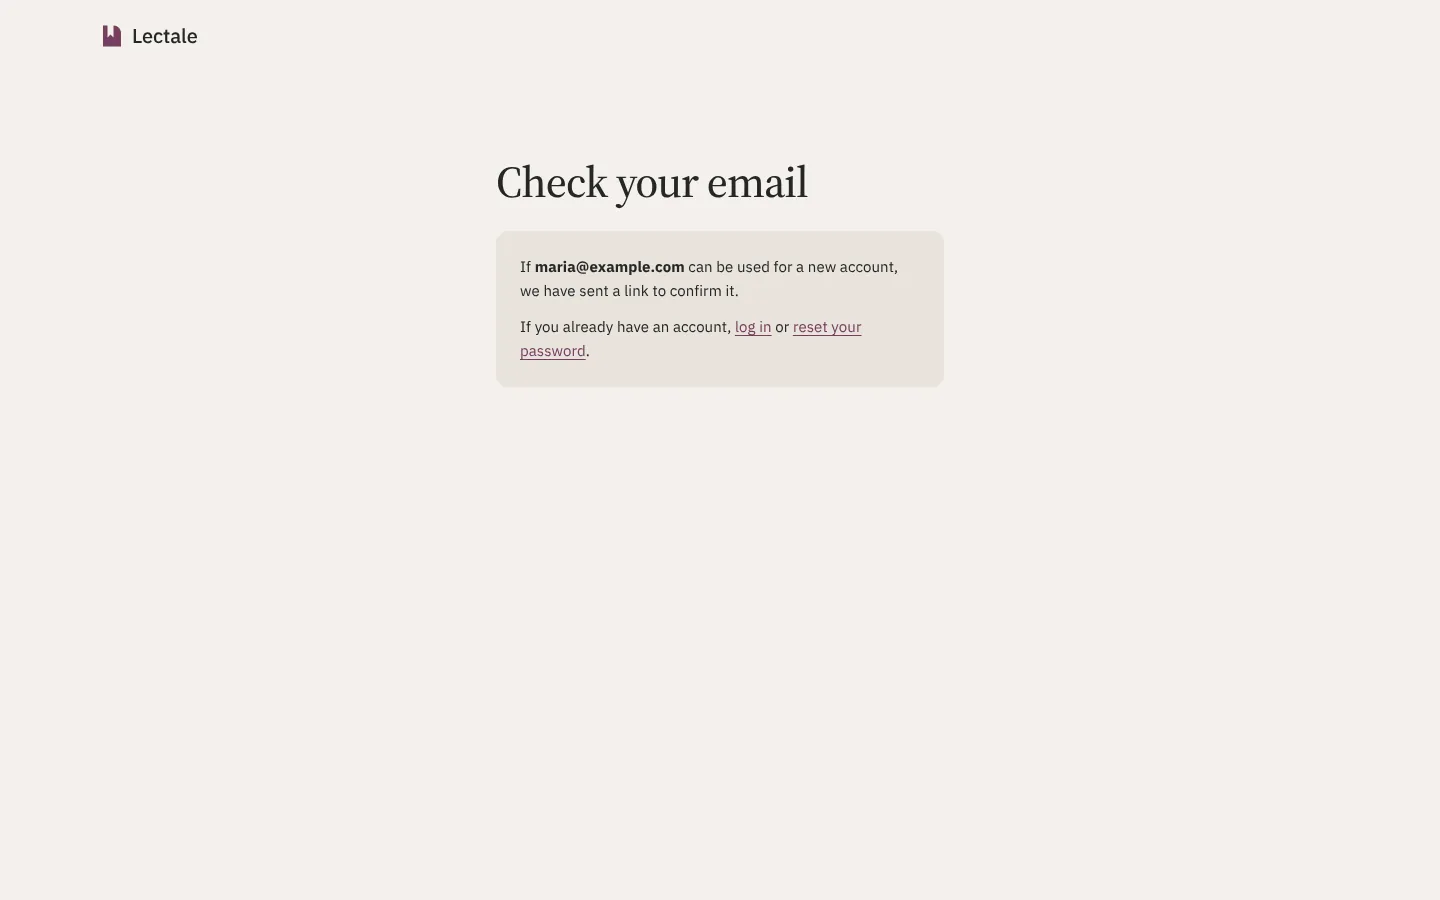 Lectale
Check your email
If maria@example.com can be used for a new account,
we have sent a link to confirm it.
If you already have an account, log in or reset your
password.